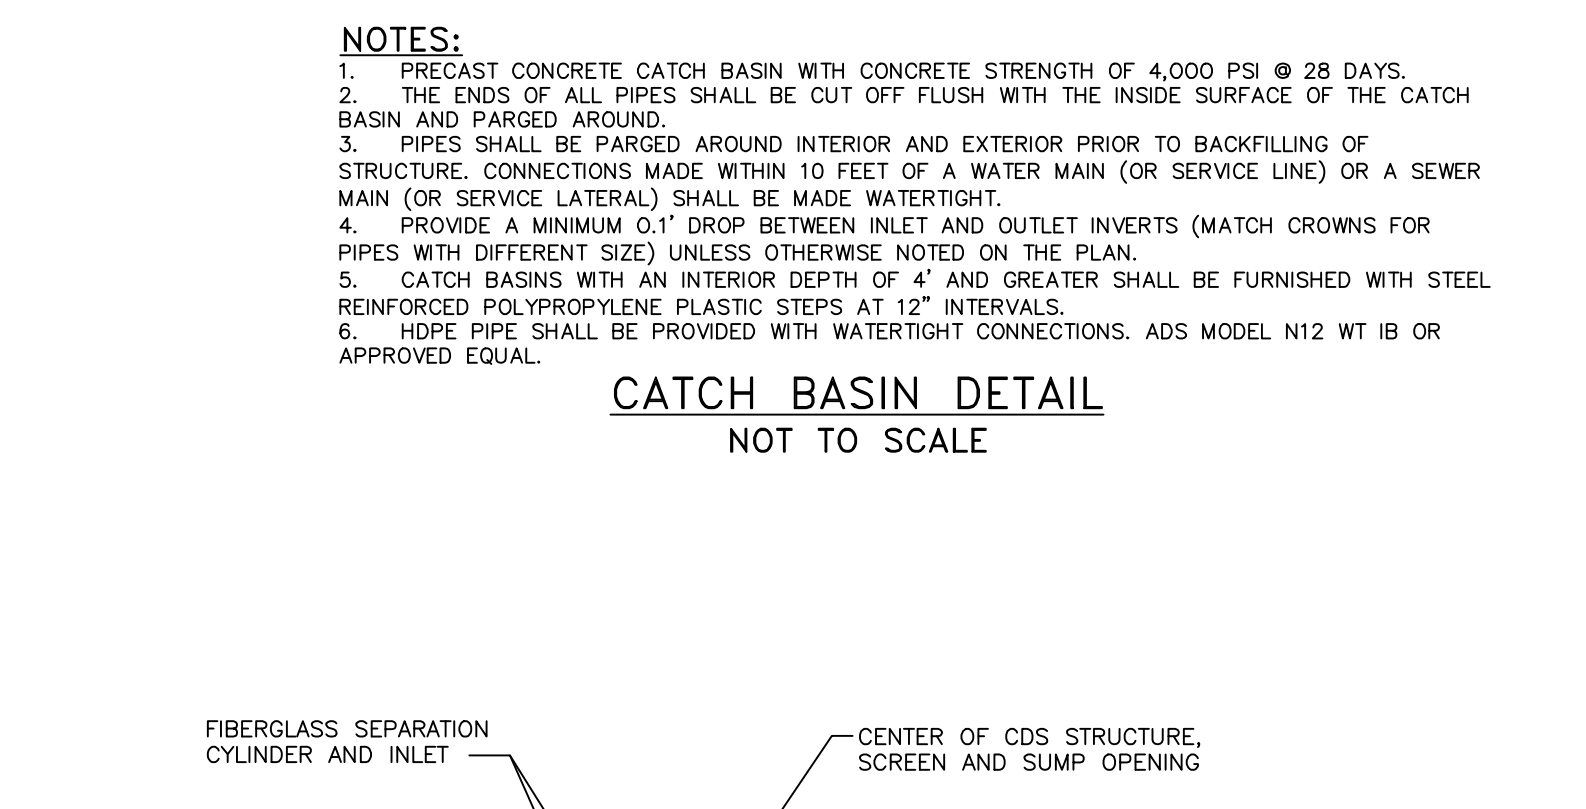 NOTES:
1. PRECAST CONCRETE CATCH BASIN WITH CONCRETE STRENGTH OF 4,000 PSI @ 28 DAYS.
2. THE ENDS OF ALL PIPES SHALL BE CUT OFF FLUSH WITH THE INSIDE SURFACE OF THE CATCH
BASIN AND PARGED AROUND.
3. PIPES SHALL BE PARGED AROUND INTERIOR AND EXTERIOR PRIOR TO BACKFILLING OF
STRUCTURE. CONNECTIONS MADE WITHIN 10 FEET OF A WATER MAIN (OR SERVICE LINE) OR A SEWER
MAIN (OR SERVICE LATERAL) SHALL BE MADE WATERTIGHT.
4. PROVIDE A MINIMUM 0.1' DROP BETWEEN INLET AND OUTLET INVERTS (MATCH CROWNS FOR
PIPES WITH DIFFERENT SIZE) UNLESS OTHERWISE NOTED ON THE PLAN.
5. CATCH BASINS WITH AN INTERIOR DEPTH OF 4' AND GREATER SHALL BE FURNISHED WITH STEEL
REINFORCED POLYPROPYLENE PLASTIC STEPS AT 12" INTERVALS.
6. HDPE PIPE SHALL BE PROVIDED WITH WATERTIGHT CONNECTIONS. ADS MODEL N12 WT IB OR
APPROVED EQUAL.
CATCH BASIN DETAIL
NOT TO SCALE
FIBERGLASS SEPARATION
CYLINDER AND INLET
CENTER OF CDS STRUCTURE,
SCREEN AND SUMP OPENING